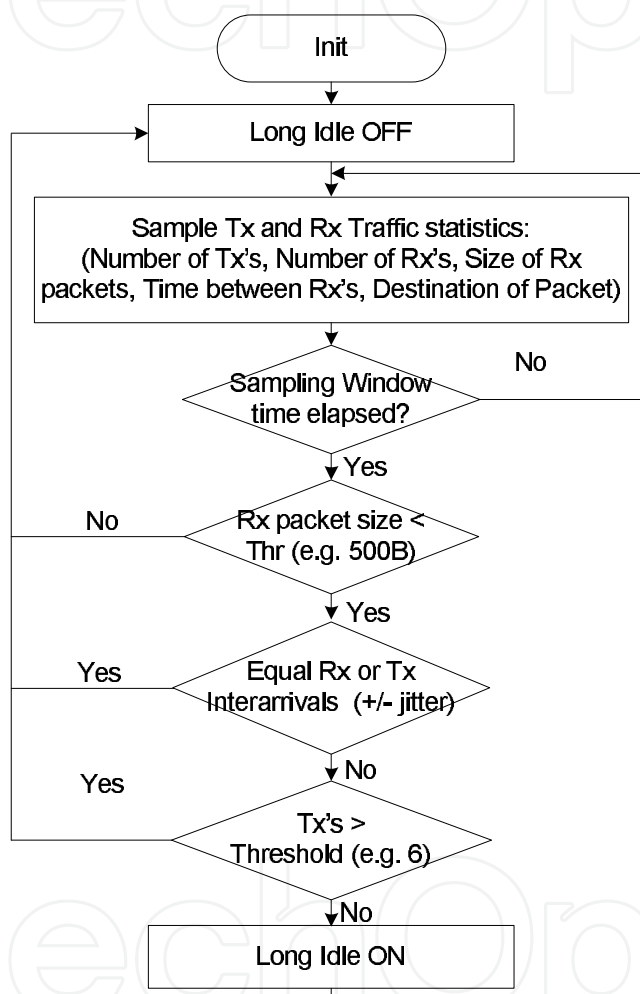 Init
Long Idle OFF
Sample Tx and Rx Traffic statistics:
(Number of Tx's, Number of Rx's, Size of Rx
packets, Time between Rx's, Destination of Packet)
No
Sampling Window
time elapsed?
Yes
No
Rx packet size <
Thr (e.g. 500B)
Yes
Yes
Equal Rx or Tx
Interarrivals (+/- jitter)
No
Yes
Tx's >
Threshold (e.g. 6)
No
Long Idle ON